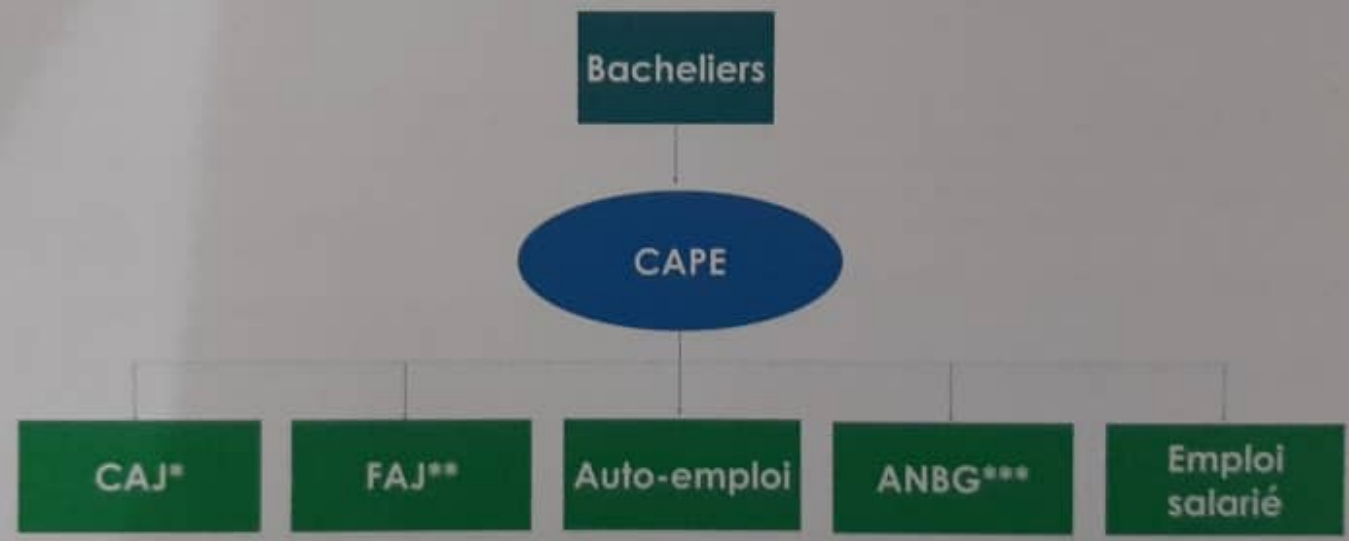 Bacheliers
CAPE
CAJ*
FAJ**
Auto-emploi
ANBG***
Emploi
salarié